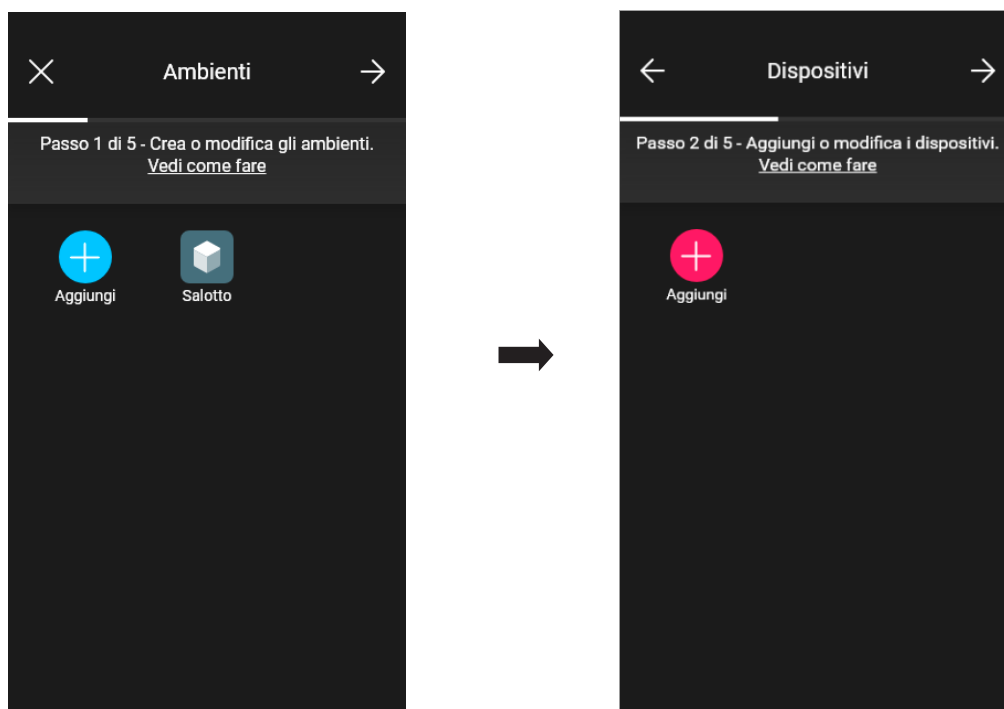 Ambienti
Passo 1 di 5 - Crea o modifica gli ambienti.
Vedi come fare
Aggiungi
Salotto
Dispositivi
Passo 2 di 5 - Aggiungi o modifica i dispositivi.
Vedi come fare
Aggiungi